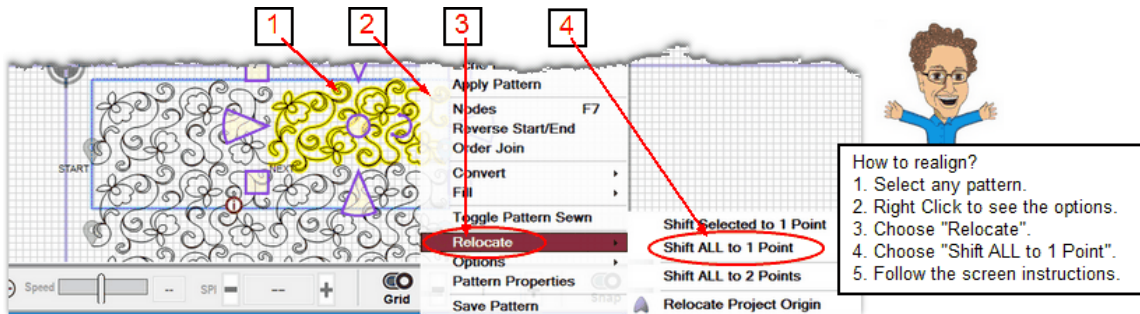 1
2
3
4
Apply Pattern
Nodes F7
Reverse Start/End
Order Join
Convert
Fill
Toggle Pattern Sewn
Relocate
Options
Pattern Properties
Save Pattern
Shift Selected to 1 Point
Shift ALL to 1 Point
Shift ALL to 2 Points
Relocate Project Origin
START
NEXT
Speed -- SPI -- Grid Snap
How to realign?
1. Select any pattern.
2. Right Click to see the options.
3. Choose "Relocate".
4. Choose "Shift ALL to 1 Point".
5. Follow the screen instructions.